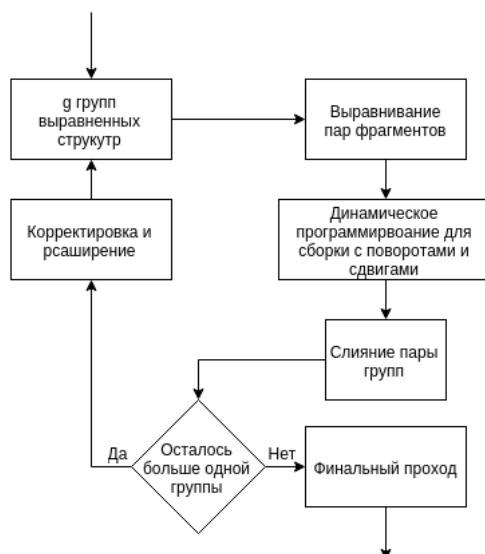 g групп
выравненных
струкутр
Выравнивание
пар фрагментов
Корректировка и
рсаширение
Динамическое
программирвоание для
сборки с поворотами и
сдвигами
Слияние пары
групп
Осталось
больше одной
группы
Да
Нет
Финальный проход